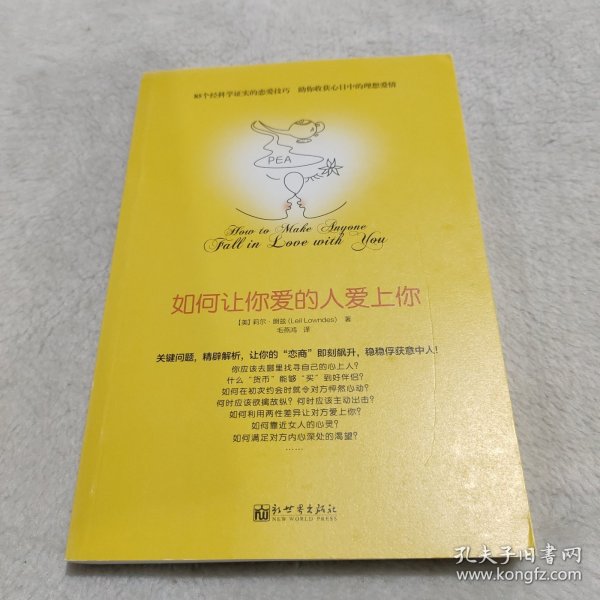 85个经科学证实的恋爱技巧 助你收获心目中的理想爱情
PEA
How to Make Anyone
Fall in Love with You
如何让你爱的人爱上你
[美]莉尔·朗兹(Leil Lowndes) 著
毛燕鸿 译
关键问题，精辟解析，让你的“恋商”即刻飙升，稳稳俘获意中人！
你应该去哪里找寻自己的心上人？
什么“货币”能够“买”到好伴侣？
如何在初次约会时就令对方怦然心动？
何时应该欲擒故纵？何时应该主动出击？
如何利用两性差异让对方爱上你？
如何靠近女人的心灵？
如何满足对方内心深处的渴望？
……
新世界出版社
NEW WORLD PRESS
孔夫子旧书网
www.kongfz.com